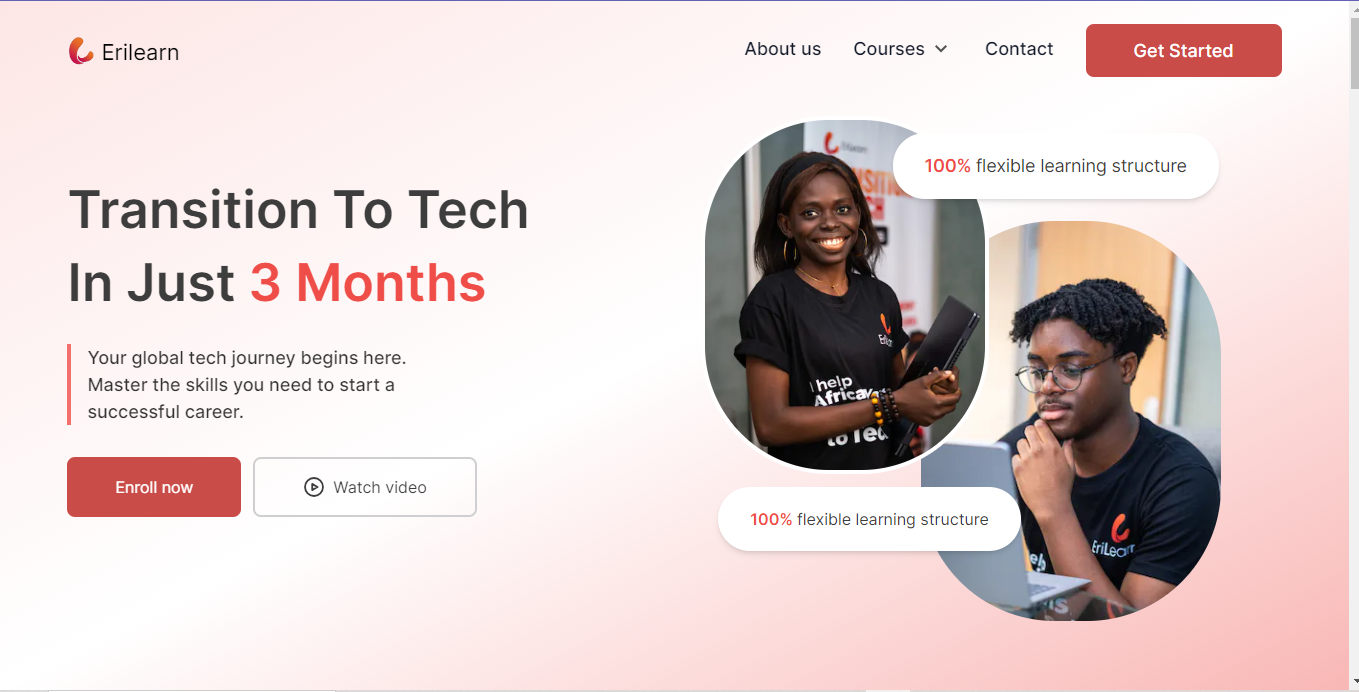 Erilearn
About us
Courses
Contact
Get Started
Transition To Tech
In Just 3 Months
Your global tech journey begins here.
Master the skills you need to start a
successful career.
Enroll now
Watch video
100% flexible learning structure
I help
to Tec
100% flexible learning structure
EriLearn